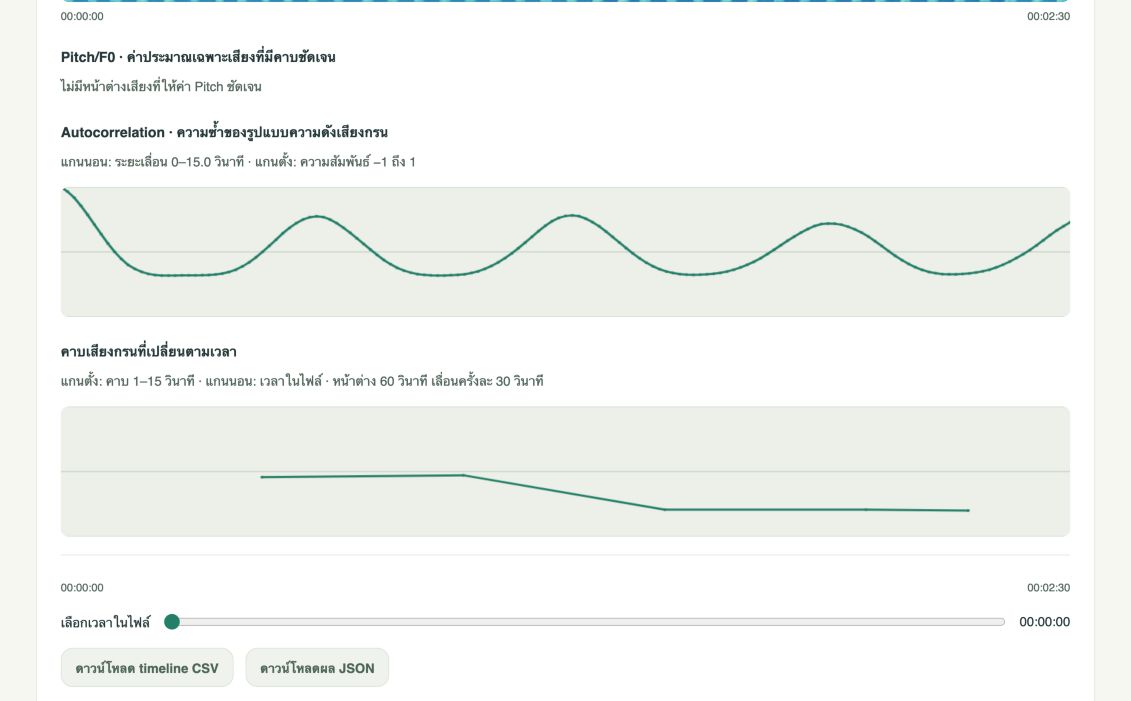 00:00:00 00:02:30
Pitch/F0 · ค่าประมาณเฉพาะเสียงที่มีคาบชัดเจน
ไม่มีหน้าต่างเสียงที่ให้ค่า Pitch ชัดเจน
Autocorrelation · ความซ้ำของรูปแบบความดังเสียงกรน
แกนนอน: ระยะเลื่อน 0–15.0 วินาที · แกนตั้ง: ความสัมพันธ์ −1 ถึง 1
คาบเสียงกรนที่เปลี่ยนตามเวลา
แกนตั้ง: คาบ 1–15 วินาที · แกนนอน: เวลาในไฟล์ · หน้าต่าง 60 วินาที เลื่อนครั้งละ 30 วินาที
00:00:00 00:02:30
เลือกเวลาในไฟล์ 00:00:00
ดาวน์โหลด timeline CSV ดาวน์โหลดผล JSON